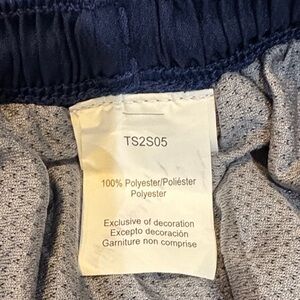 TS2S05
100% Polyester/Poliéster
Polyester
Exclusive of decoration
Excepto decoración
Garniture non comprise